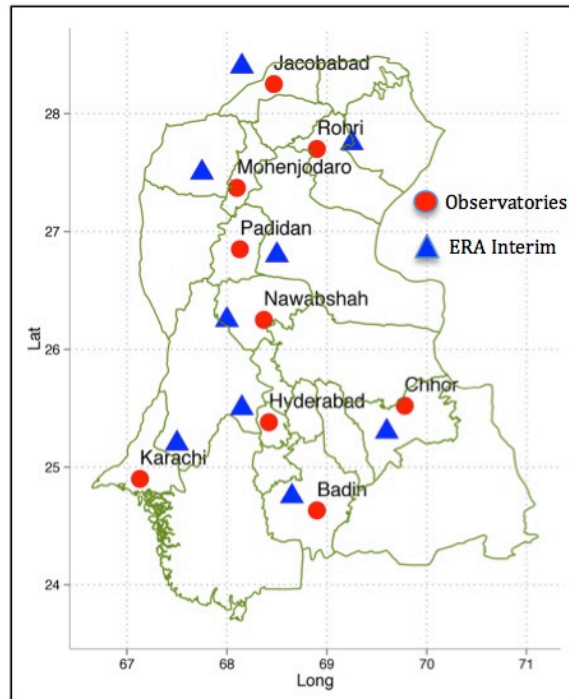 Jacobabad
28
Rohri
Mohenjodaro
Observatories
27
Padidan
ERA Interim
Nawabshah
Lat
26
Chhor
Hyderabad
Karachi
25
Badin
24
67 68 69 70 71
Long